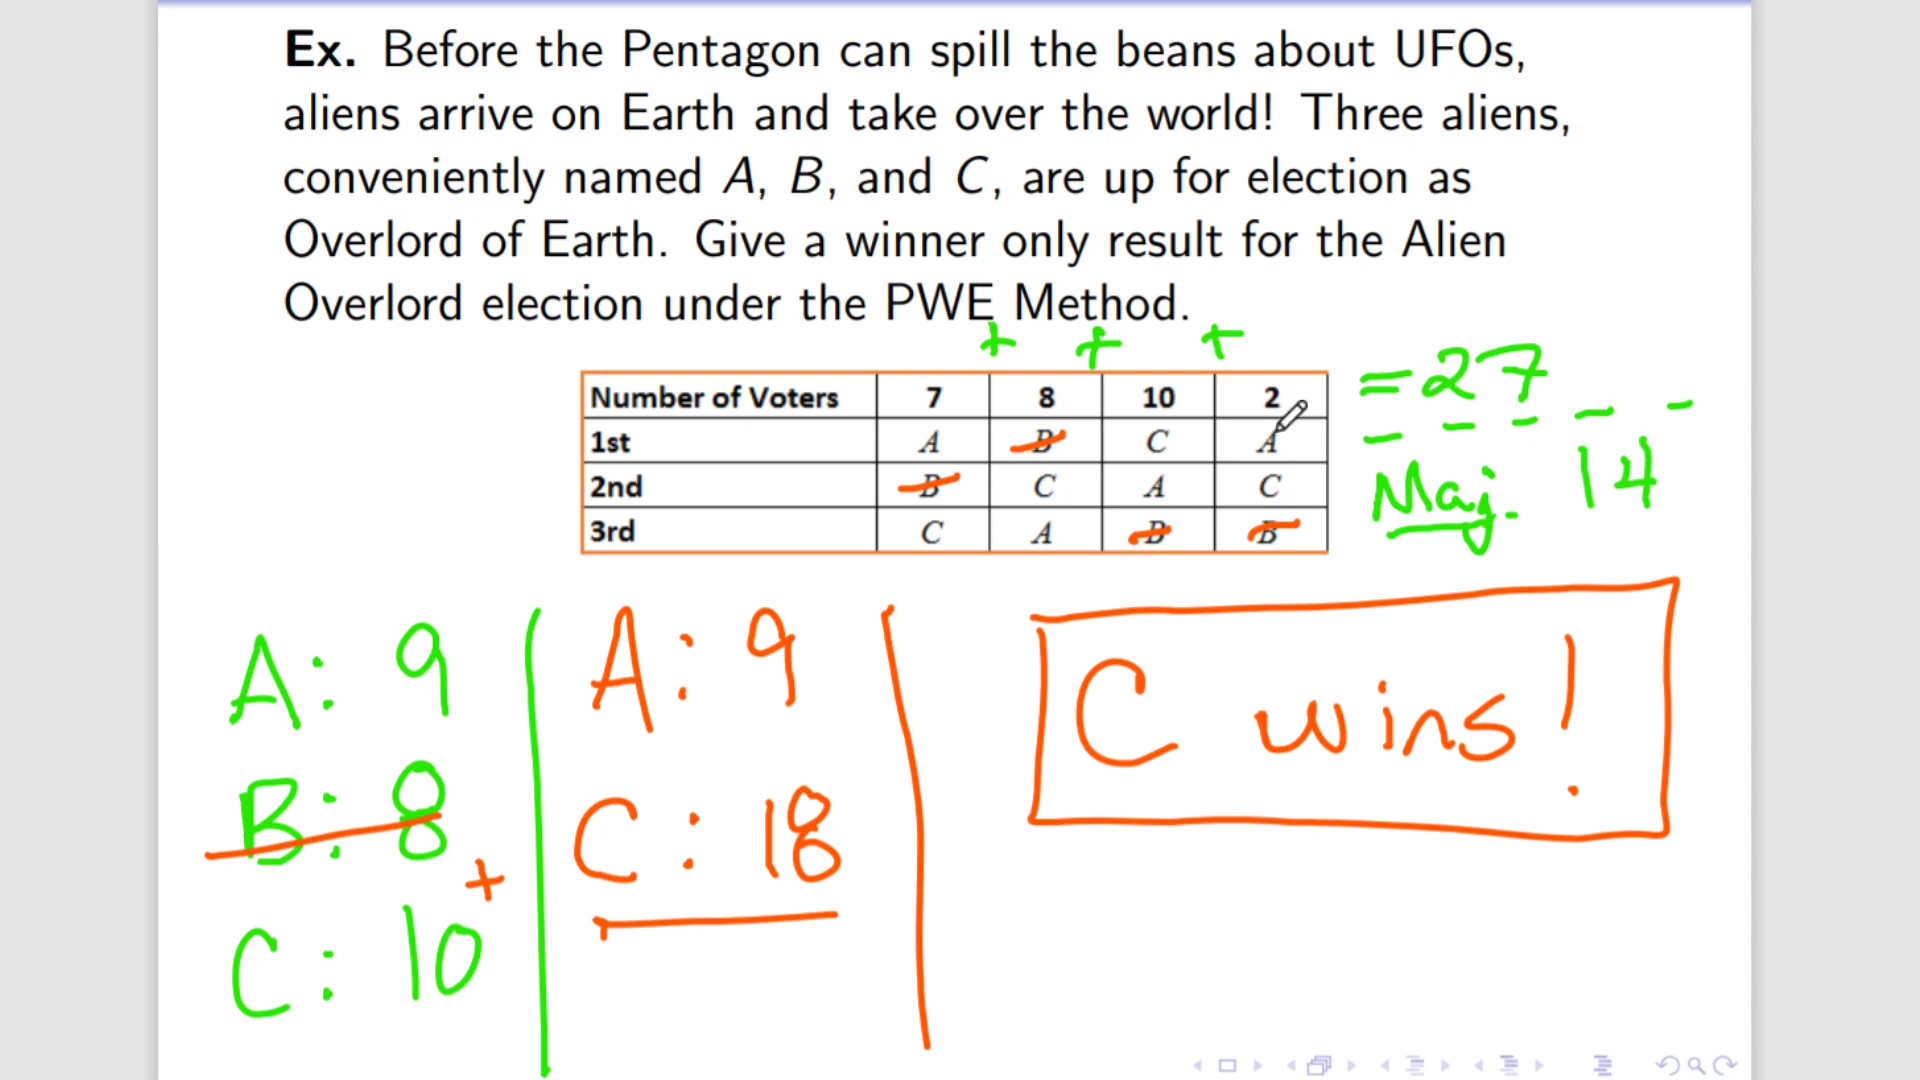 Ex. Before the Pentagon can spill the beans about UFOs,
aliens arrive on Earth and take over the world! Three aliens,
conveniently named A, B, and C, are up for election as
Overlord of Earth. Give a winner only result for the Alien
Overlord election under the PWE Method.
+ + +
Number of Voters 7 8 10 2 = 27
1st A B C A
2nd B C A C Maj. 14
3rd C A B B
A: 9 A: 9
C wins!
B: 8 C: 18
+
C: 10